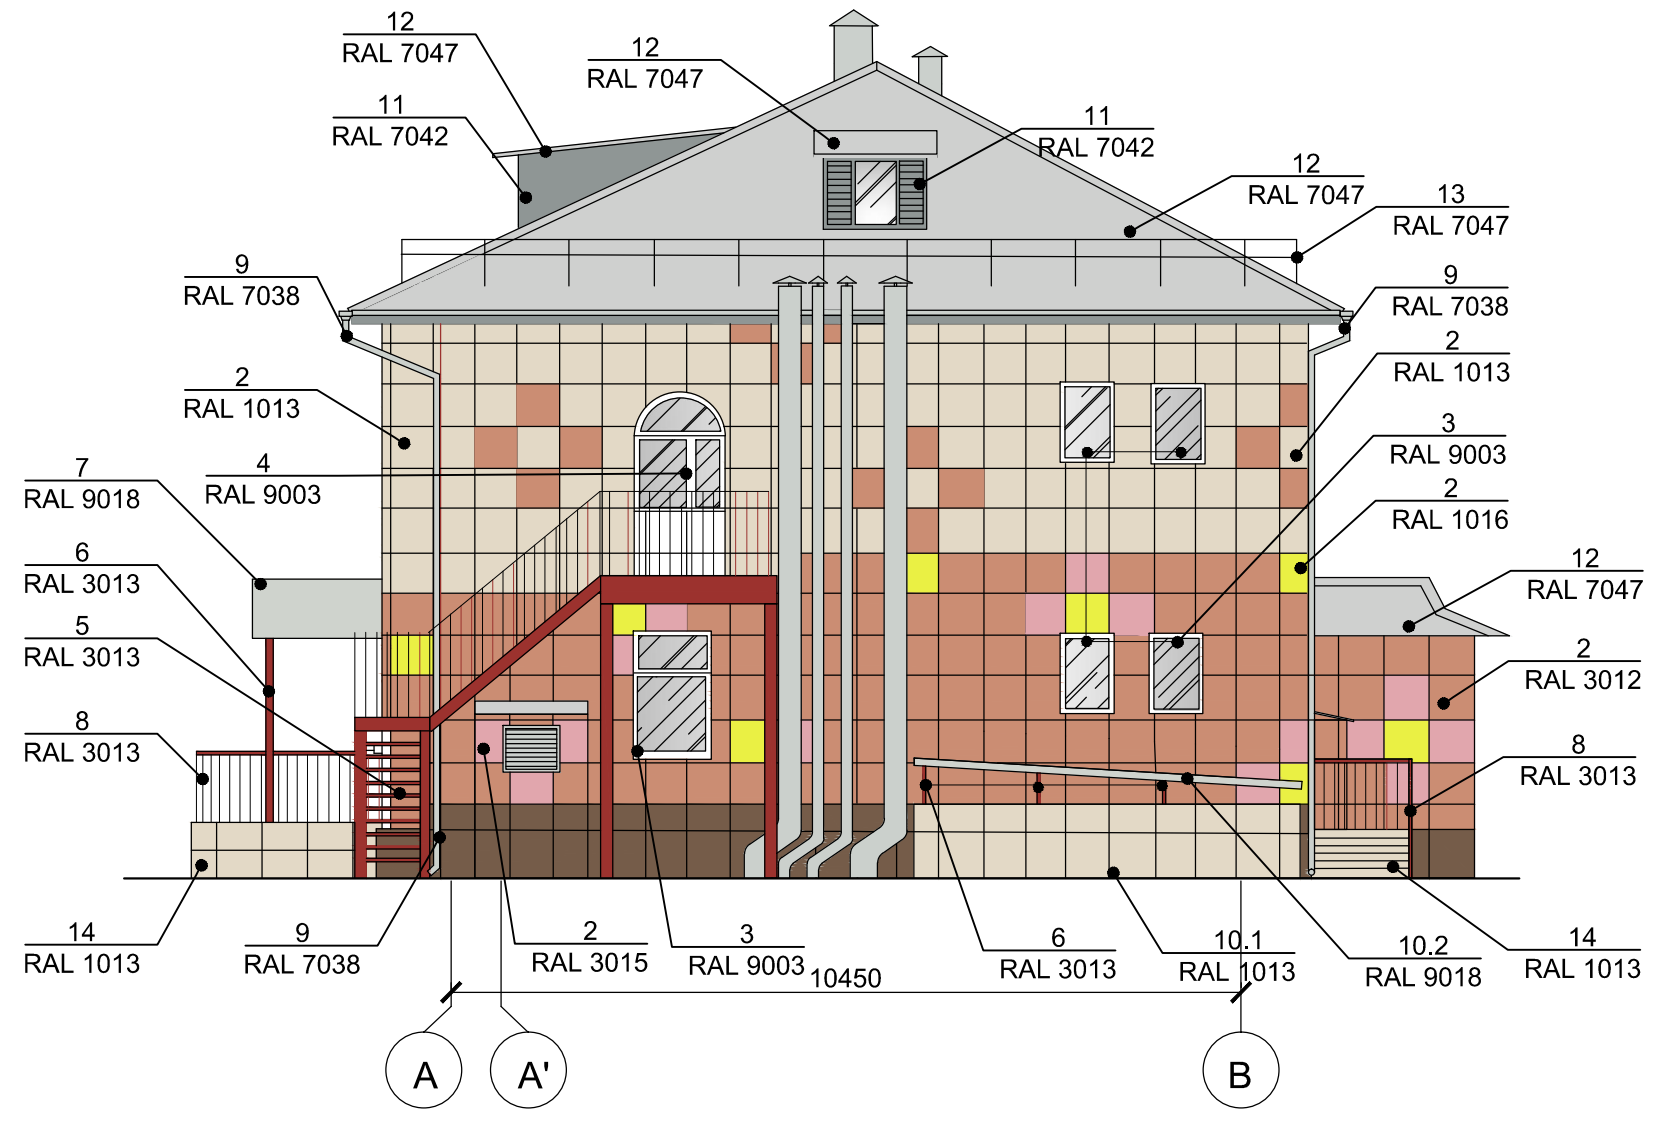 12
RAL 7047
12
RAL 7047
11
RAL 7042
11
RAL 7042
12
RAL 7047
13
RAL 7047
9
RAL 7038
9
RAL 7038
2
RAL 1013
2
RAL 1013
3
RAL 9003
4
RAL 9003
7
RAL 9018
2
RAL 1016
6
RAL 3013
12
RAL 7047
5
RAL 3013
2
RAL 3012
8
RAL 3013
8
RAL 3013
14
RAL 1013
9
RAL 7038
2
RAL 3015
3
RAL 9003
6
RAL 3013
10.1
RAL 1013
10.2
RAL 9018
14
RAL 1013
10450
А
А'
В